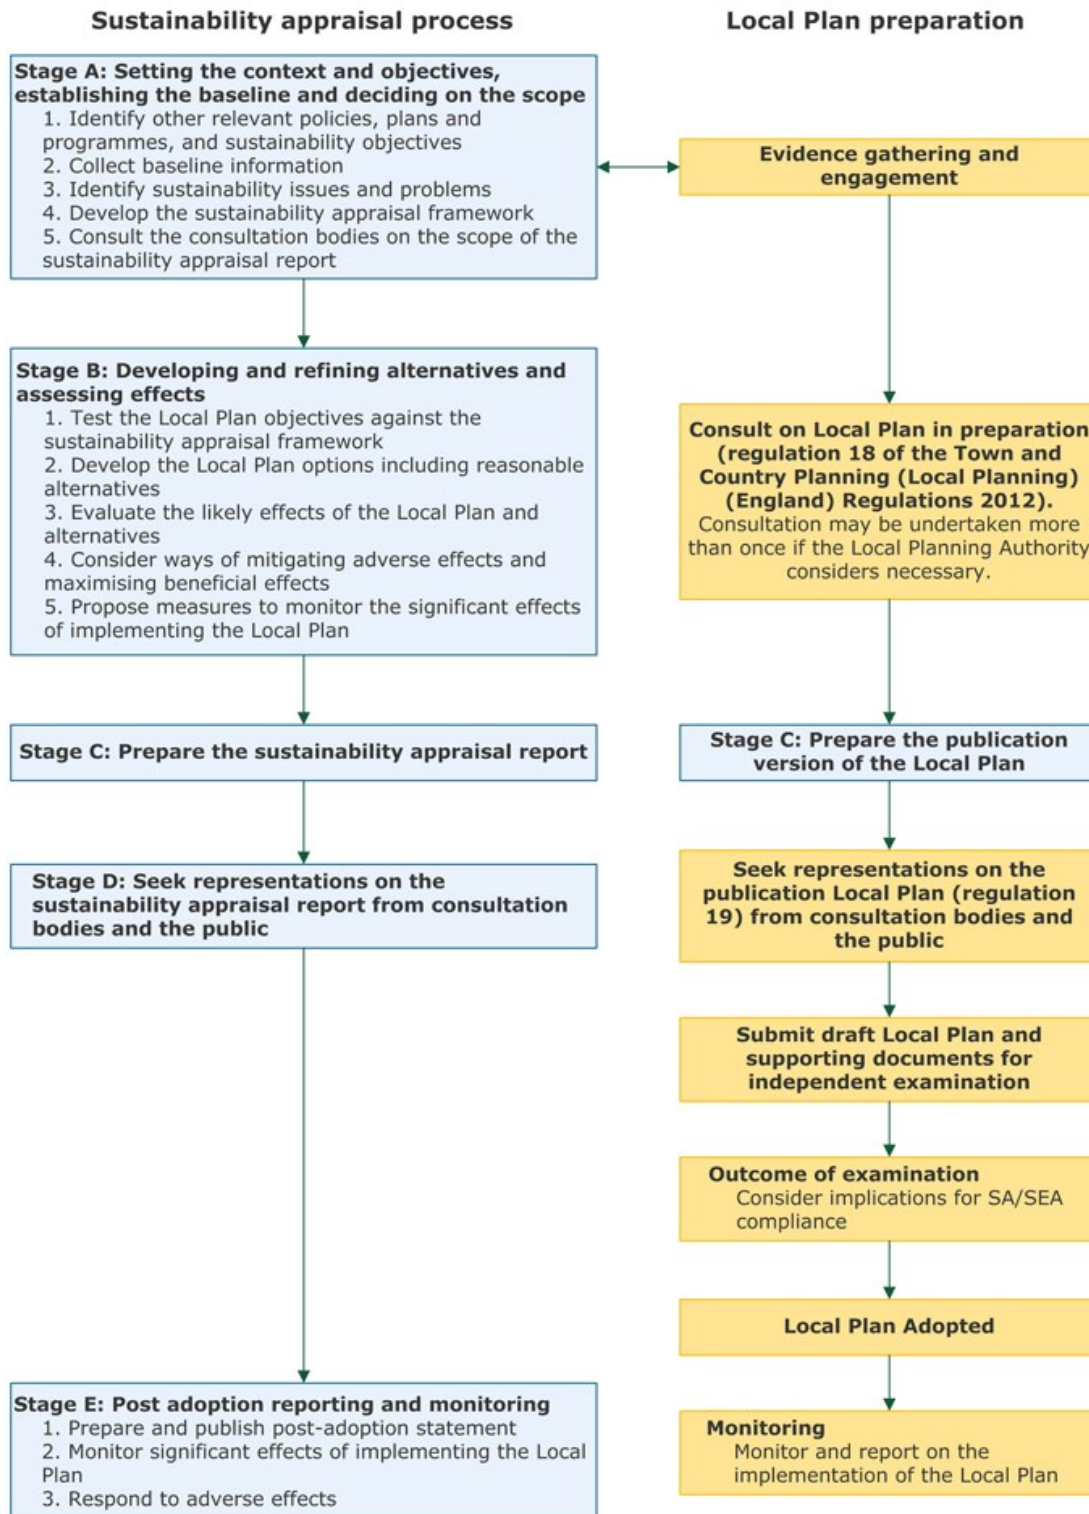 Sustainability appraisal process
Local Plan preparation
Stage A: Setting the context and objectives,
establishing the baseline and deciding on the scope
1. Identify other relevant policies, plans and
programmes, and sustainability objectives
2. Collect baseline information
3. Identify sustainability issues and problems
4. Develop the sustainability appraisal framework
5. Consult the consultation bodies on the scope of the
sustainability appraisal report
Evidence gathering and
engagement
Stage B: Developing and refining alternatives and
assessing effects
1. Test the Local Plan objectives against the
sustainability appraisal framework
2. Develop the Local Plan options including reasonable
alternatives
3. Evaluate the likely effects of the Local Plan and
alternatives
4. Consider ways of mitigating adverse effects and
maximising beneficial effects
5. Propose measures to monitor the significant effects
of implementing the Local Plan
Consult on Local Plan in preparation
(regulation 18 of the Town and
Country Planning (Local Planning)
(England) Regulations 2012).
Consultation may be undertaken more
than once if the Local Planning Authority
considers necessary.
Stage C: Prepare the sustainability appraisal report
Stage C: Prepare the publication
version of the Local Plan
Stage D: Seek representations on the
sustainability appraisal report from consultation
bodies and the public
Seek representations on the
publication Local Plan (regulation
19) from consultation bodies and
the public
Submit draft Local Plan and
supporting documents for
independent examination
Outcome of examination
Consider implications for SA/SEA
compliance
Local Plan Adopted
Stage E: Post adoption reporting and monitoring
1. Prepare and publish post-adoption statement
2. Monitor significant effects of implementing the Local
Plan
3. Respond to adverse effects
Monitoring
Monitor and report on the
implementation of the Local Plan